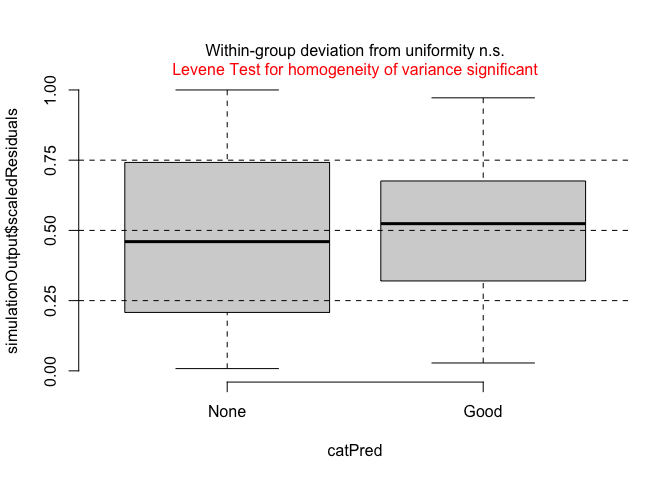 Within-group deviation from uniformity n.s.
Levene Test for homogeneity of variance significant
simulationOutput$scaledResiduals
1.00
0.75
0.50
0.25
0.00
None Good
catPred